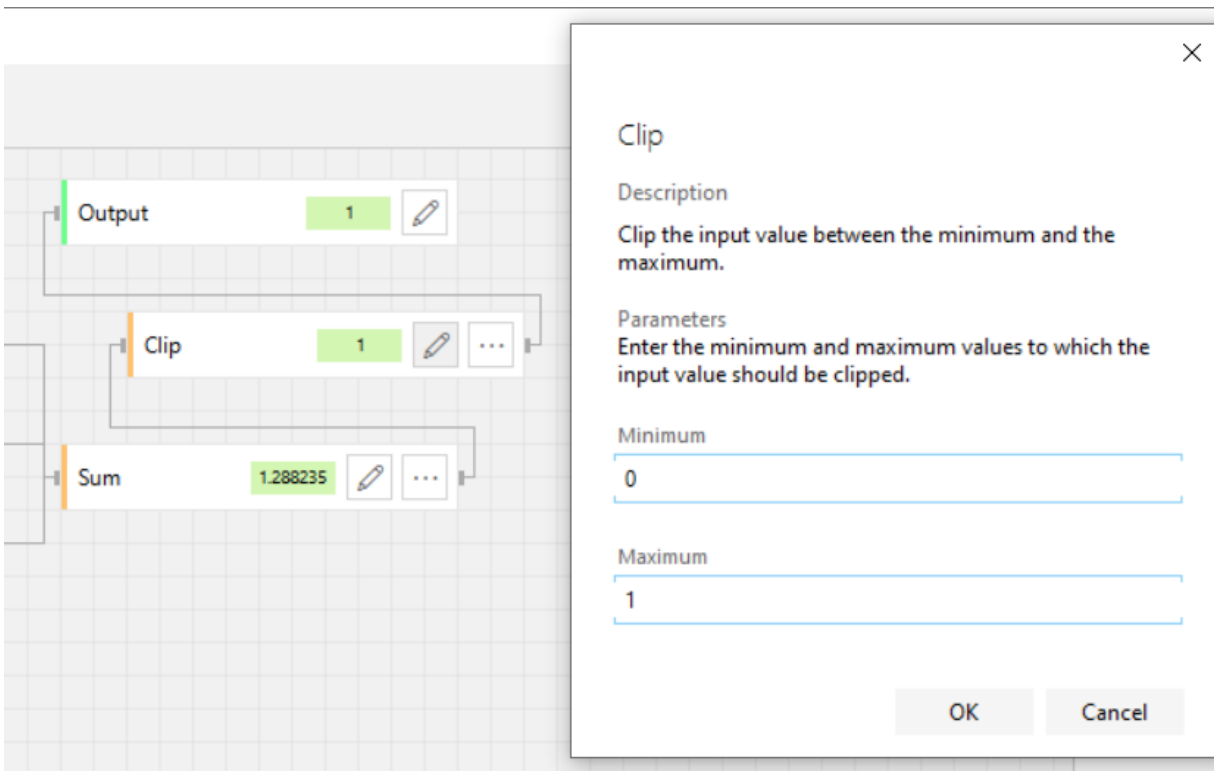 Output 1
Clip 1 ...
Sum 1.288235 ...
Clip
Description
Clip the input value between the minimum and the
maximum.
Parameters
Enter the minimum and maximum values to which the
input value should be clipped.
Minimum
0
Maximum
1
OK Cancel